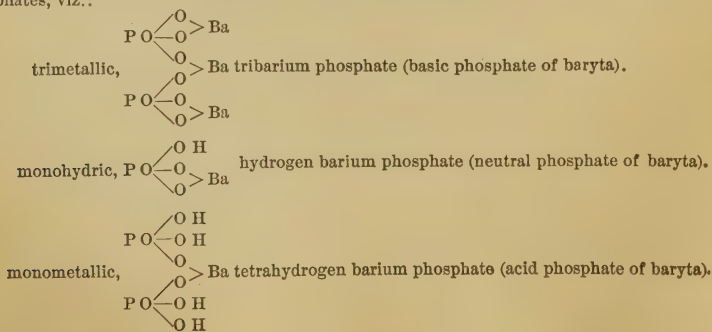 phates, viz.:
O
P O—O > Ba
O
trimetallic, > Ba tribarium phosphate (basic phosphate of baryta).
O
P O—O > Ba
O
O H
monohydric, P O—O hydrogen barium phosphate (neutral phosphate of baryta).
> Ba
O
O H
P O—O H
O
monometallic, > Ba tetrahydrogen barium phosphate (acid phosphate of baryta).
O
P O—O H
O H